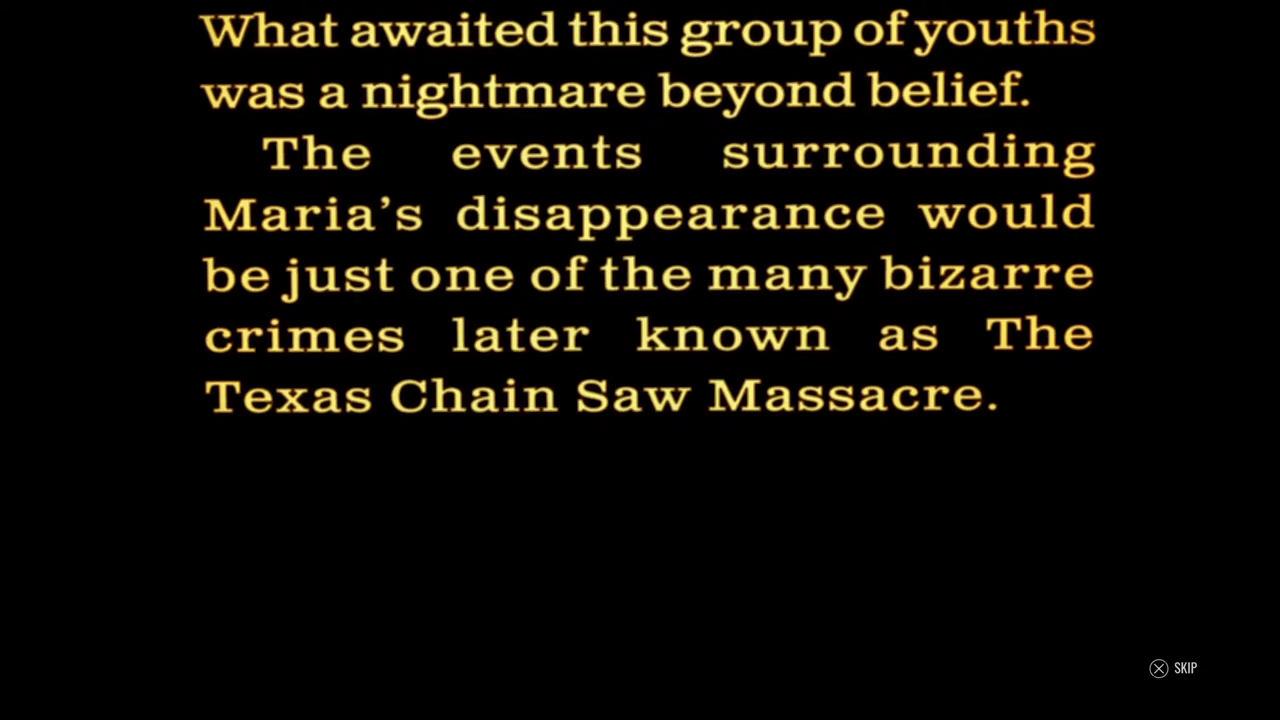 What awaited this group of youths
was a nightmare beyond belief.
The events surrounding
Maria’s disappearance would
be just one of the many bizarre
crimes later known as The
Texas Chain Saw Massacre.
SKIP